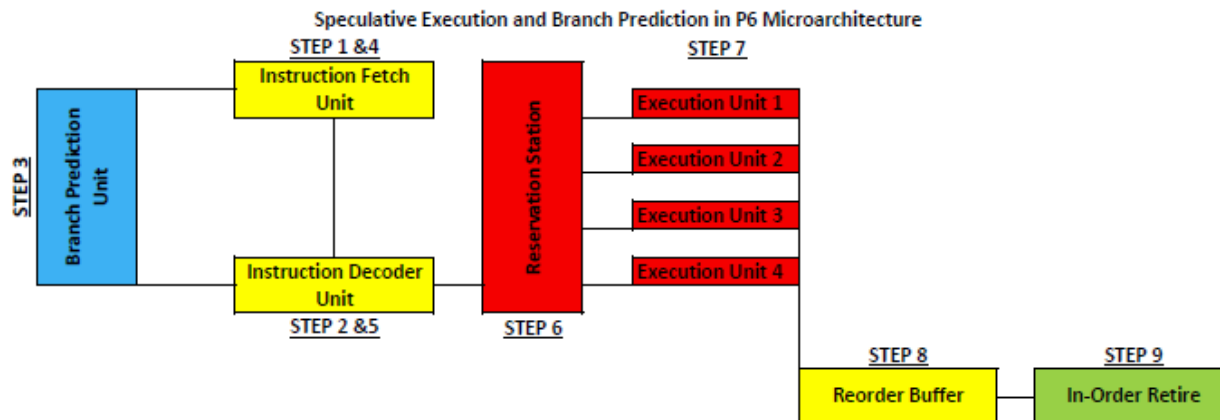 Speculative Execution and Branch Prediction in P6 Microarchitecture
STEP 1 &4
STEP 7
Instruction Fetch
Unit
Execution Unit 1
STEP 3
Branch Prediction
Unit
Reservation Station
Execution Unit 2
Execution Unit 3
Instruction Decoder
Unit
Execution Unit 4
STEP 2 &5
STEP 6
STEP 8
STEP 9
Reorder Buffer
In-Order Retire